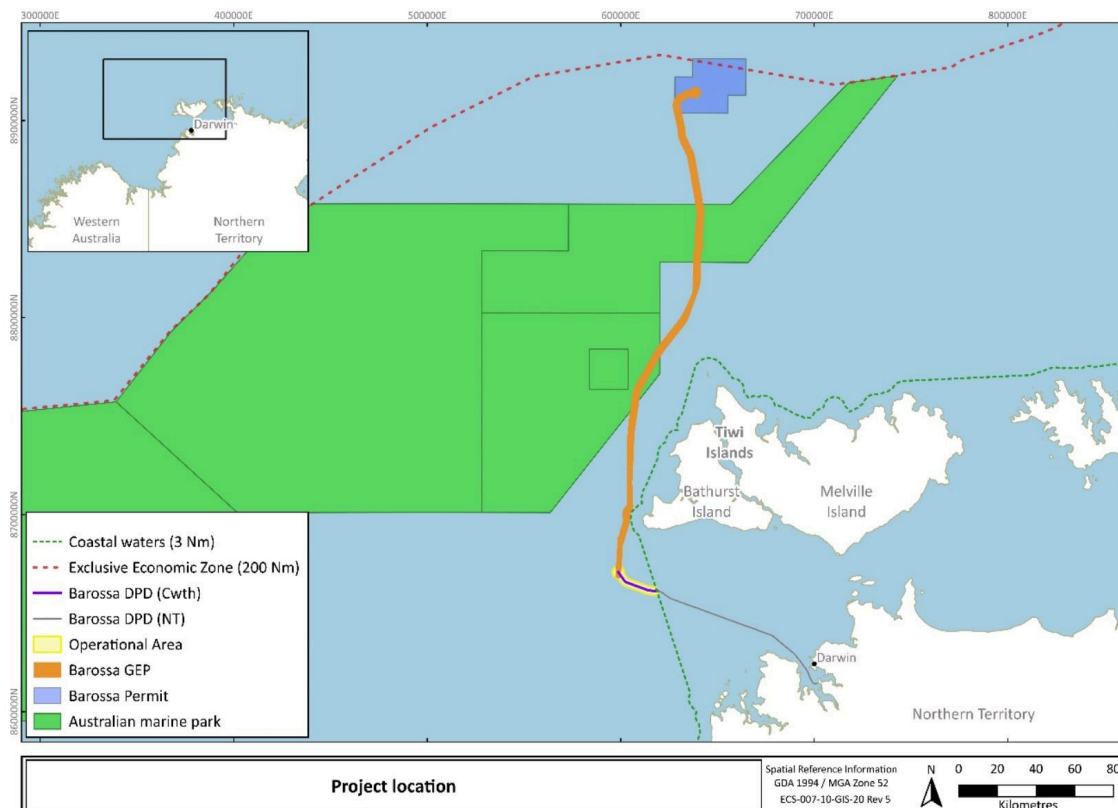 300000E
400000E
500000E
600000E
700000E
800000E
8900000N
8800000N
8700000N
8600000N
Darwin
Western
Australia
Northern
Territory
Tiwi
Islands
Bathurst
Island
Melville
Island
Darwin
Northern Territory
Coastal waters (3 Nm)
Exclusive Economic Zone (200 Nm)
Barossa DPD (Cwth)
Barossa DPD (NT)
Operational Area
Barossa GEP
Barossa Permit
Australian marine park
Project location
Spatial Reference Information
GDA 1994 / MGA Zone 52
ECS-007-10-GIS-20 Rev 5
N
0 20 40 60 80
Kilometres